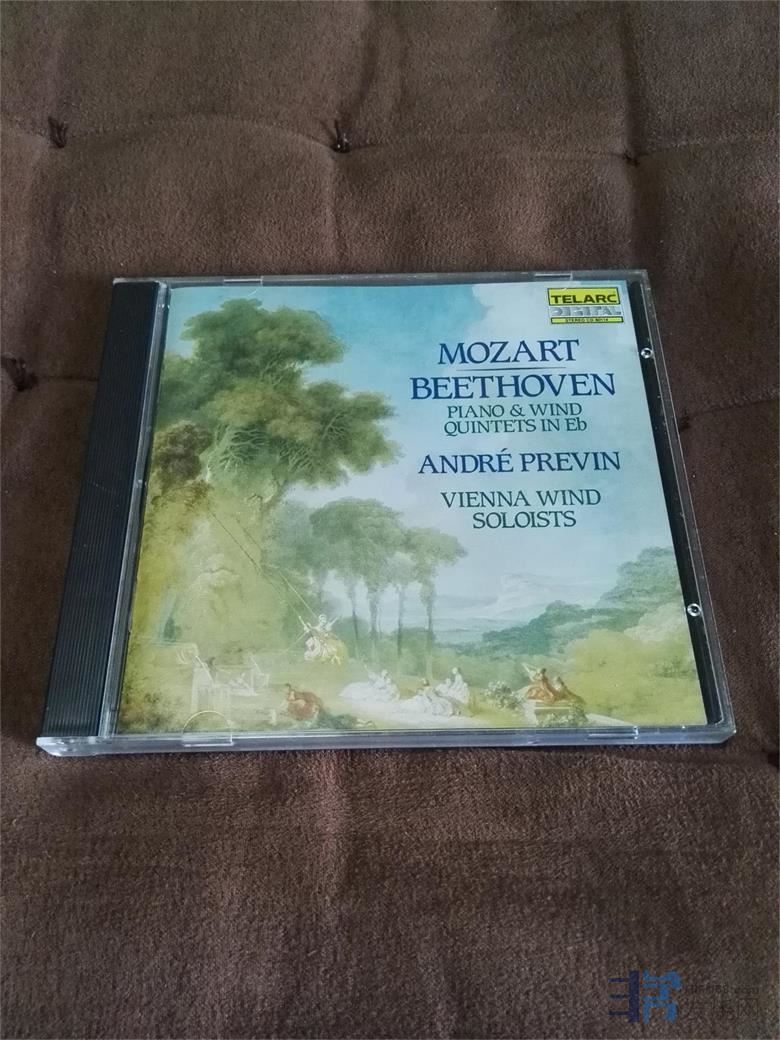 TELARC
DIGITAL
MOZART
BEETHOVEN
PIANO & WIND
QUINTETS IN Eb
ANDRÉ PREVIN
VIENNA WIND
SOLOISTS